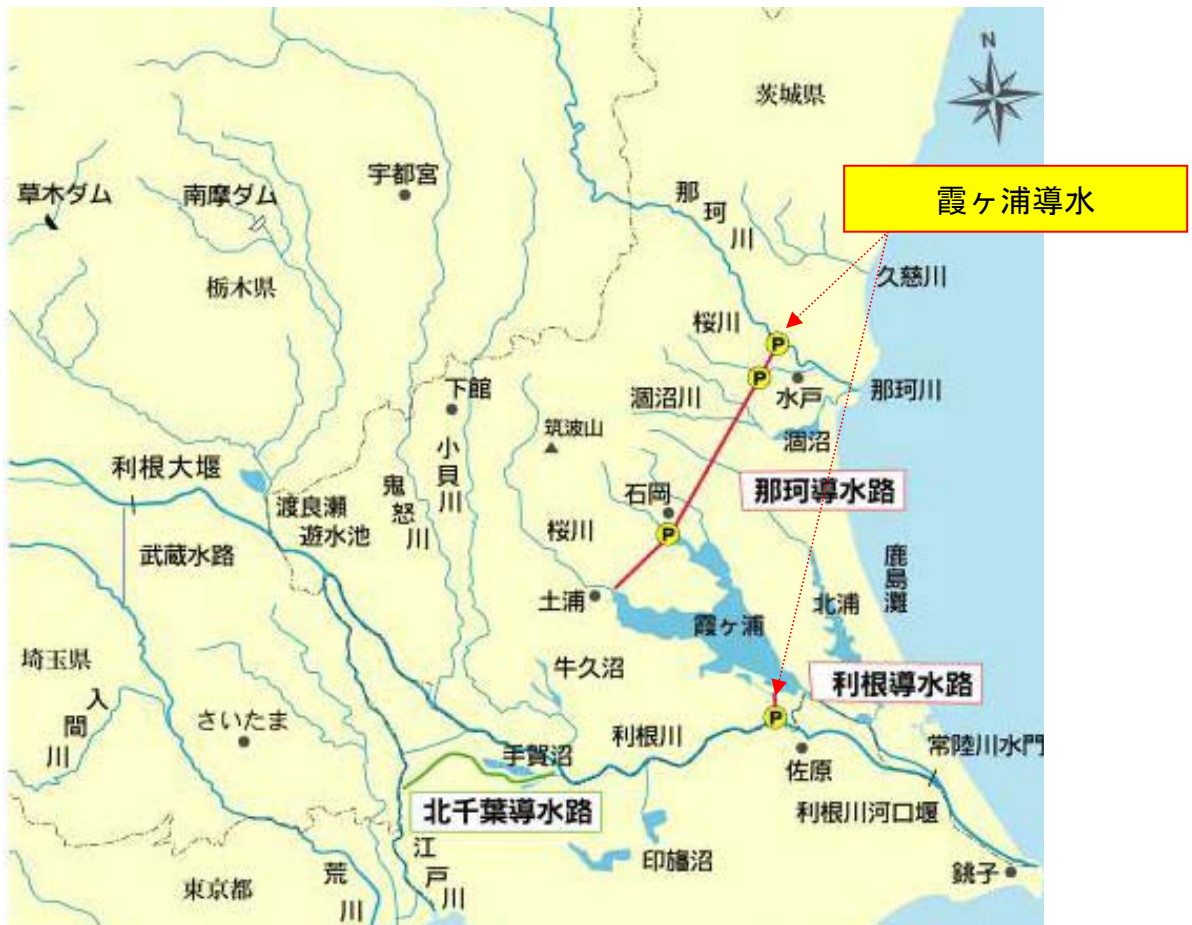 N
茨城県
霞ヶ浦導水
草木ダム
南摩ダム
宇都宮
那珂川
久慈川
栃木県
桜川
P
P
水戸
那珂川
下館
涸沼川
涸沼
筑波山
利根大堰
小貝川
鬼怒川
渡良瀬
遊水池
石岡
那珂導水路
P
桜川
武蔵水路
鹿島灘
土浦
北浦
霞ヶ浦
埼玉県
牛久沼
利根導水路
入間川
さいたま
利根川
P
手賀沼
佐原
常陸川水門
北千葉導水路
利根川河口堰
江戸川
印旛沼
東京都
荒川
銚子